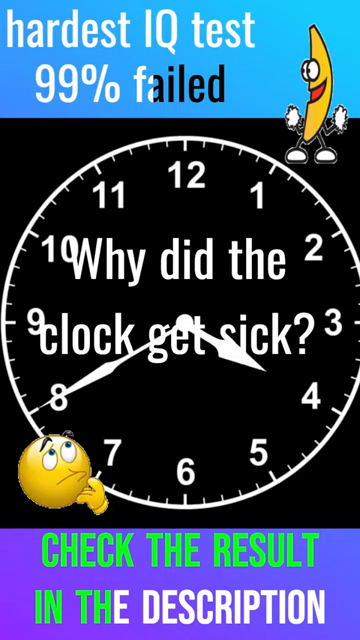 hardest IQ test
99% failed
12
11
1
10
2
Why did the
9
3
clock get sick?
8
4
7
5
6
CHECK THE RESULT
IN THE DESCRIPTION